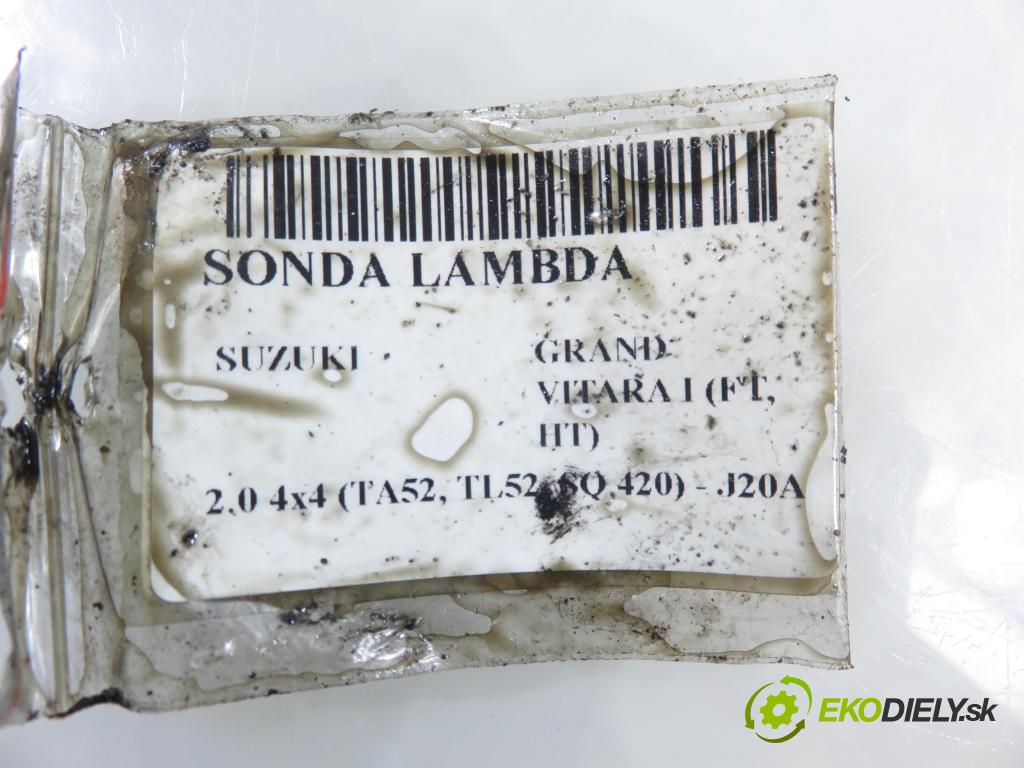 SONDA LAMBDA
SUZUKI GRAND
VITARA I (FT,
HT)
2.0 4x4 (TA52, TL52, SQ 420) - J20A
EKODIELY.sk